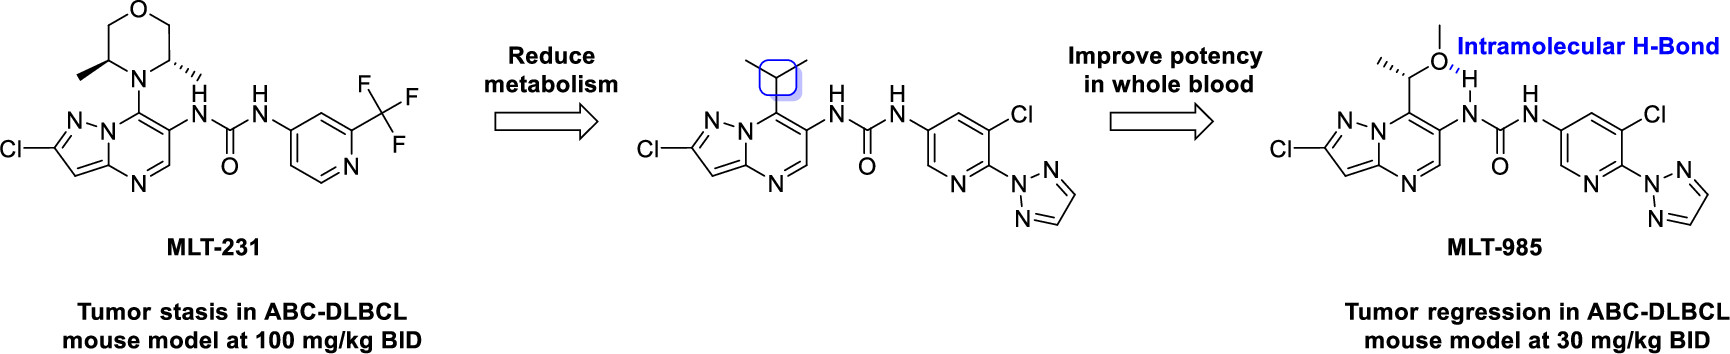 Reduce
metabolism
Improve potency
in whole blood
Intramolecular H-Bond
O
N
N
N
N
Cl
H
N
O
H
N
N
F
F
F
N
N
N
Cl
H
N
O
H
N
Cl
N
N
N
N
O
H
N
N
N
Cl
N
O
H
N
Cl
N
N
N
N
MLT-231
MLT-985
Tumor stasis in ABC-DLBCL
mouse model at 100 mg/kg BID
Tumor regression in ABC-DLBCL
mouse model at 30 mg/kg BID